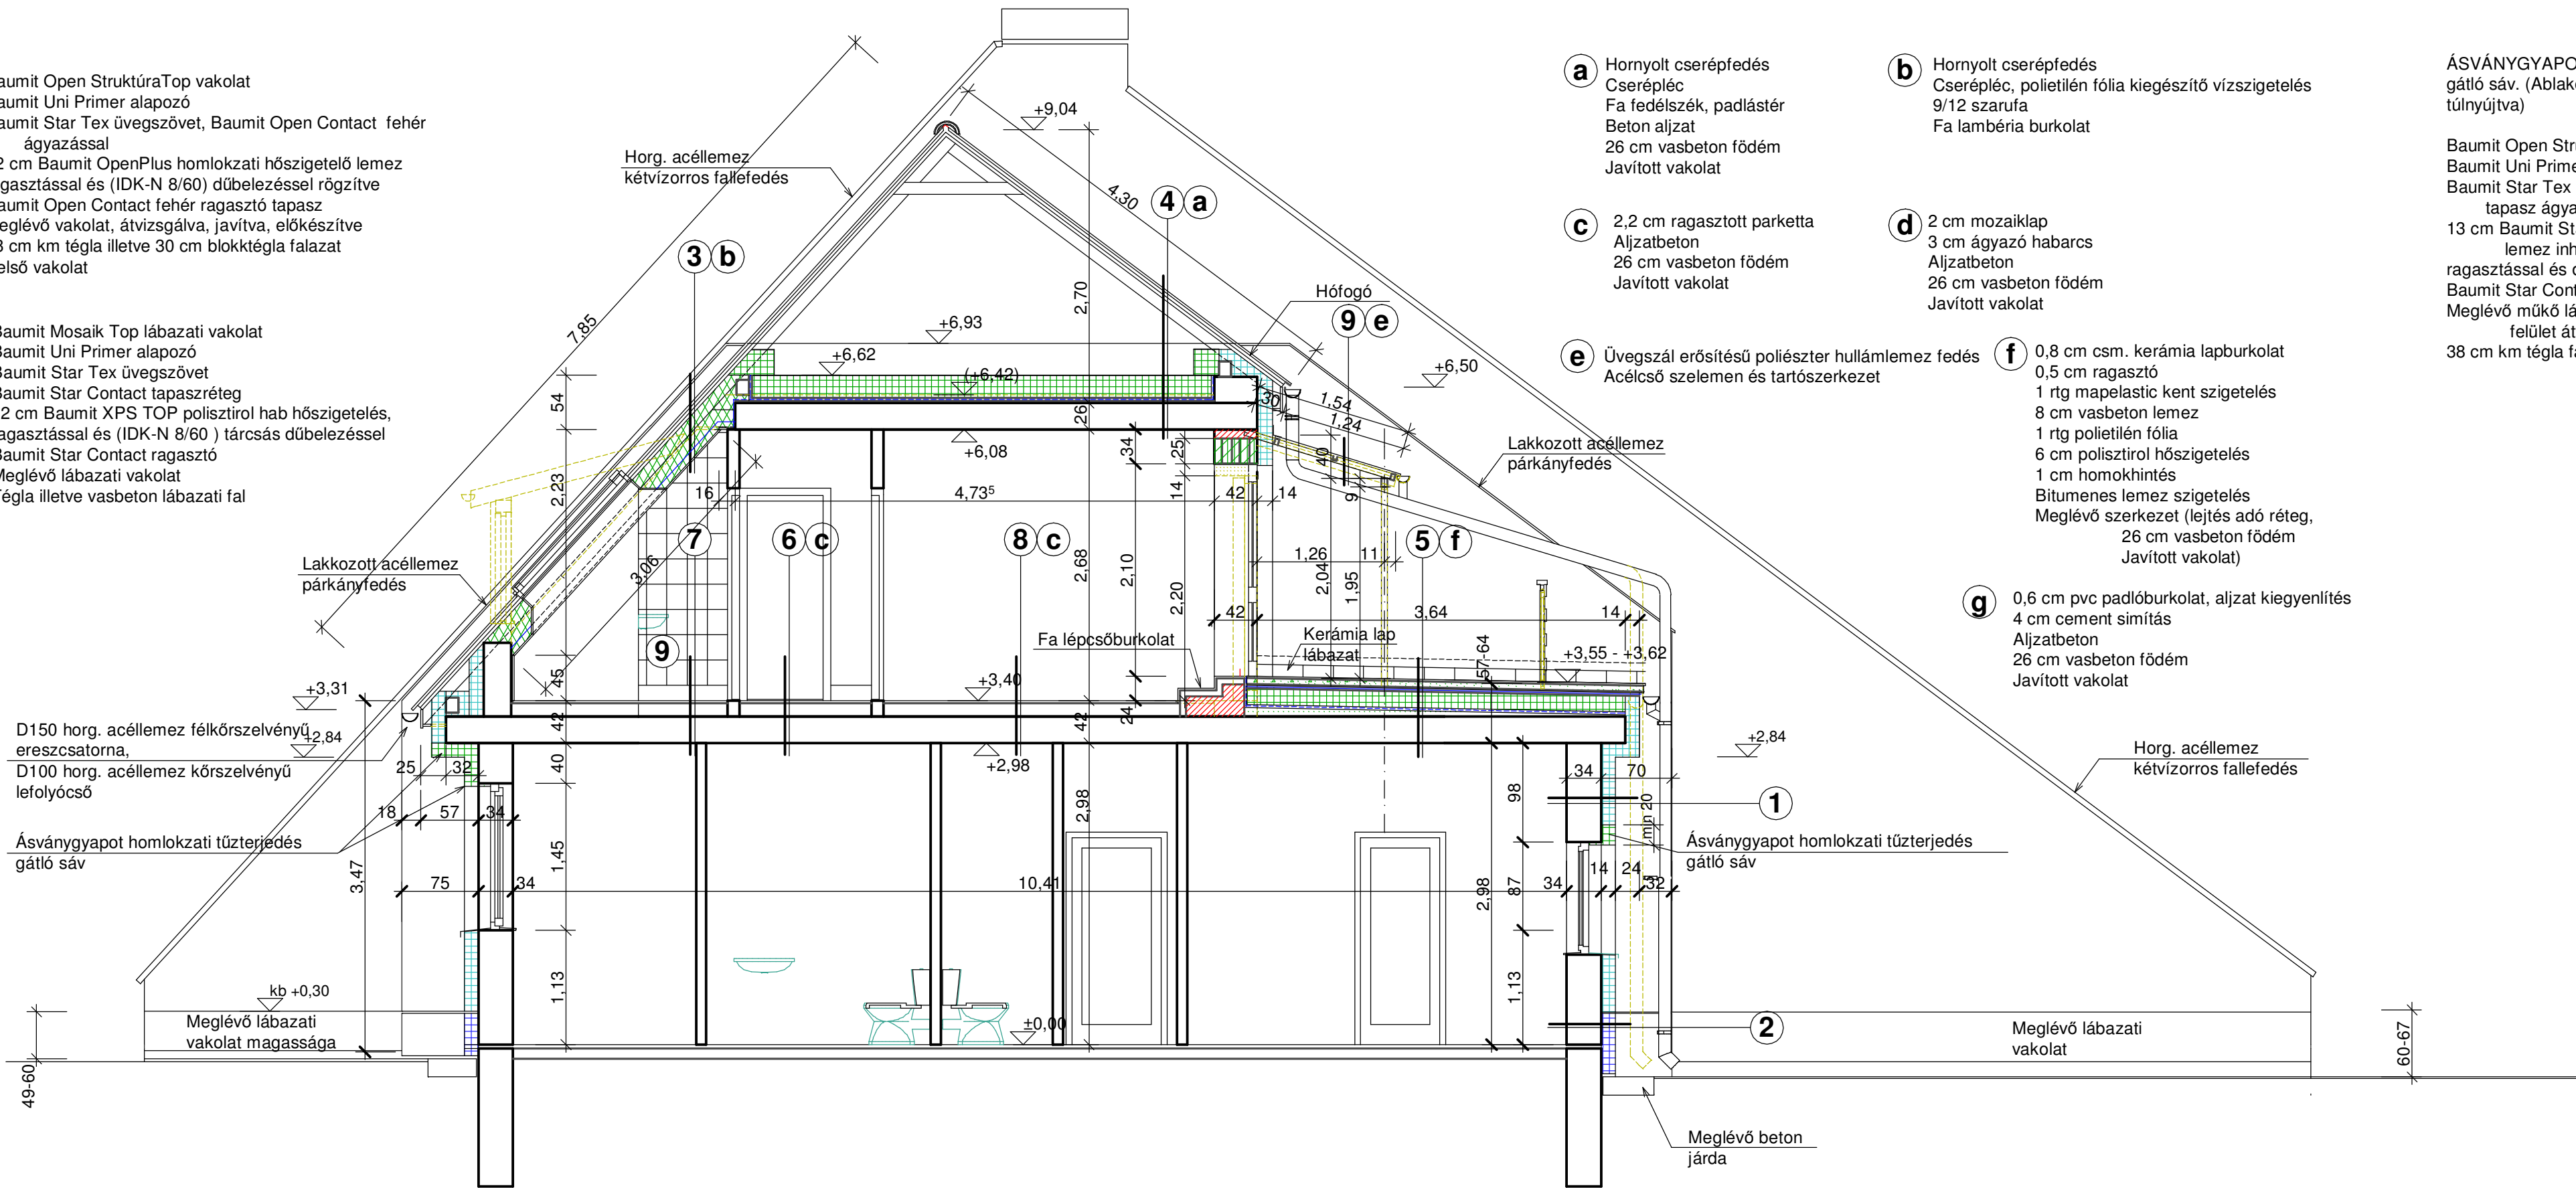 Baumit Open StruktúraTop vakolat
Baumit Uni Primer alapozó
Baumit Star Tex üvegszövet, Baumit Open Contact fehér
ágyazással
2 cm Baumit OpenPlus homlokzati hőszigetelő lemez
ragasztással és (IDK-N 8/60) dűbelezéssel rögzítve
Baumit Open Contact fehér ragasztó tapasz
Meglévő vakolat, átvizsgálva, javítva, előkészítve
8 cm km tégla illetve 30 cm blokktégla falazat
Belső vakolat
Baumit Mosaik Top lábazati vakolat
Baumit Uni Primer alapozó
Baumit Star Tex üvegszövet
Baumit Star Contact tapaszréteg
2 cm Baumit XPS TOP polisztirol hab hőszigetelés,
ragasztással és (IDK-N 8/60 ) tárcsás dűbelezéssel
Baumit Star Contact ragasztó
Meglévő lábazati vakolat
Tégla illetve vasbeton lábazati fal
a
Hornyolt cserépfedés
Cserépléc
Fa fedélszék, padlástér
Beton aljzat
26 cm vasbeton födém
Javított vakolat
b
Hornyolt cserépfedés
Cserépléc, polietilén fólia kiegészítő vízszigetelés
9/12 szarufa
Fa lambéria burkolat
c
2,2 cm ragasztott parketta
Aljzatbeton
26 cm vasbeton födém
Javított vakolat
d
2 cm mozaiklap
3 cm ágyazó habarcs
Aljzatbeton
26 cm vasbeton födém
Javított vakolat
e
Üvegszál erősítésű poliészter hullámlemez fedés
Acélcső szelemen és tartószerkezet
f
0,8 cm csm. kerámia lapburkolat
0,5 cm ragasztó
1 rtg mapelastic kent szigetelés
8 cm vasbeton lemez
1 rtg polietilén fólia
6 cm polisztirol hőszigetelés
1 cm homokhintés
Bitumenes lemez szigetelés
Meglévő szerkezet (lejtés adó réteg,
26 cm vasbeton födém
Javított vakolat)
g
0,6 cm pvc padlóburkolat, aljzat kiegyenlítés
4 cm cement simítás
Aljzatbeton
26 cm vasbeton födém
Javított vakolat
ÁSVÁNYGYAPO
gátló sáv. (Ablak
túlnyújtva)
Baumit Open Str
Baumit Uni Prime
Baumit Star Tex
tapasz ágya
13 cm Baumit St
lemez inh
ragasztással és
Baumit Star Cont
Meglévő műkő lá
felület át
38 cm km tégla fa
Horg. acéllemez
kétvízorros fallefedés
+9,04
4,30
4 a
3 b
7,85
2,70
Hófogó
9 e
+6,93
+6,62
(+6,42)
+6,50
54
26
30
1,54
1,24
Lakkozott acéllemez
párkányfedés
+6,08
34
25
40
2,23
16
4,73⁵
14
42
14
9
7
6 c
8 c
5 f
3,06
2,68
2,10
2,20
1,26
11
2,04
1,95
Lakkozott acéllemez
párkányfedés
42
3,64
14
Fa lépcsőburkolat
Kerámia lap
lábazat
57-64
+3,55 - +3,62
9
45
+3,31
+3,40
42
42
24
D150 horg. acéllemez félkőrszelvényű
ereszcsatorna,
D100 horg. acéllemez kőrszelvényű
lefolyócső
+2,84
+2,98
+2,84
Horg. acéllemez
kétvízorros fallefedés
25
32
40
34
70
18
57
34
2,98
98
min 20
1
Ásványgyapot homlokzati tűzterjedés
gátló sáv
Ásványgyapot homlokzati tűzterjedés
gátló sáv
3,47
1,45
75
34
10,41
2,98
87
34
14
24
32
1,13
1,13
kb +0,30
Meglévő lábazati
vakolat magassága
±0,00
2
Meglévő lábazati
vakolat
49-60
60-67
Meglévő beton
járda